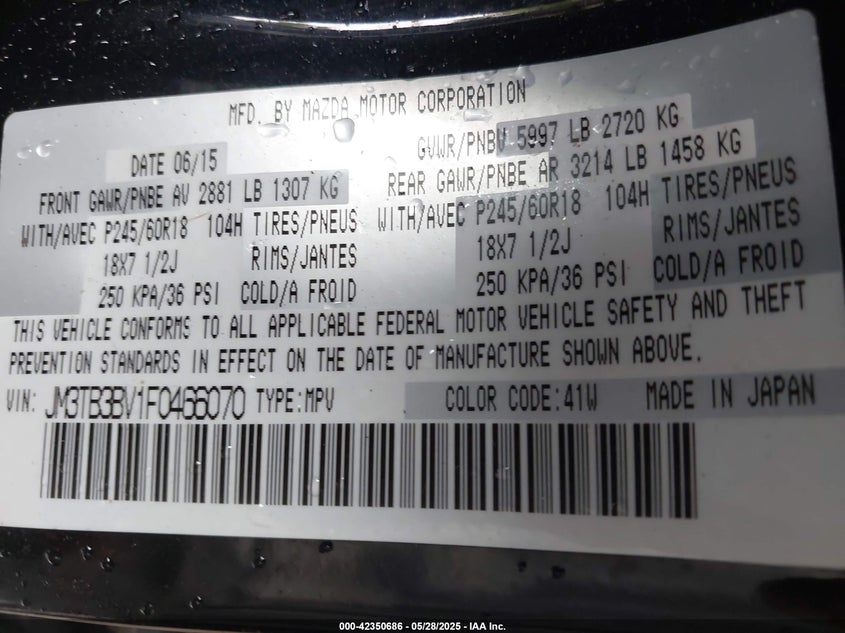 MFD. BY MAZDA MOTOR CORPORATION
DATE 06/15 GVWR/PNBV 5997 LB 2720 KG
FRONT GAWR/PNBE AV 2881 LB 1307 KG REAR GAWR/PNBE AR 3214 LB 1458 KG
WITH/AVEC P245/60R18 104H TIRES/PNEUS WITH/AVEC P245/60R18 104H TIRES/PNEUS
18X7 1/2J RIMS/JANTES 18X7 1/2J RIMS/JANTES
250 KPA/36 PSI COLD/A FROID 250 KPA/36 PSI COLD/A FROID
THIS VEHICLE CONFORMS TO ALL APPLICABLE FEDERAL MOTOR VEHICLE SAFETY AND THEFT
PREVENTION STANDARDS IN EFFECT ON THE DATE OF MANUFACTURE SHOWN ABOVE.
VIN: JM3TB3BV1F0466070 TYPE:MPV COLOR CODE:41W MADE IN JAPAN
000-42350686 - 05/28/2025 - IAA Inc.